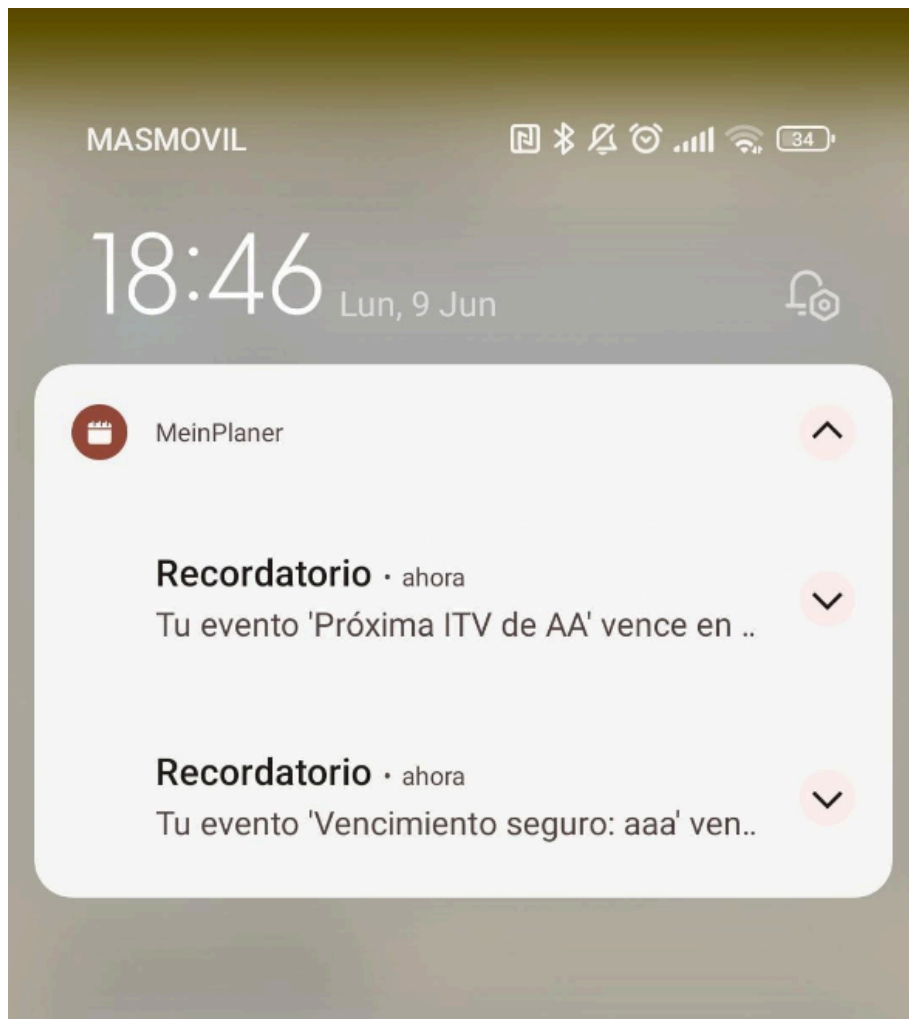 MASMOVIL
34
18:46 Lun, 9 Jun
MeinPlaner
Recordatorio · ahora
Tu evento 'Próxima ITV de AA' vence en ..
Recordatorio · ahora
Tu evento 'Vencimiento seguro: aaa' ven..